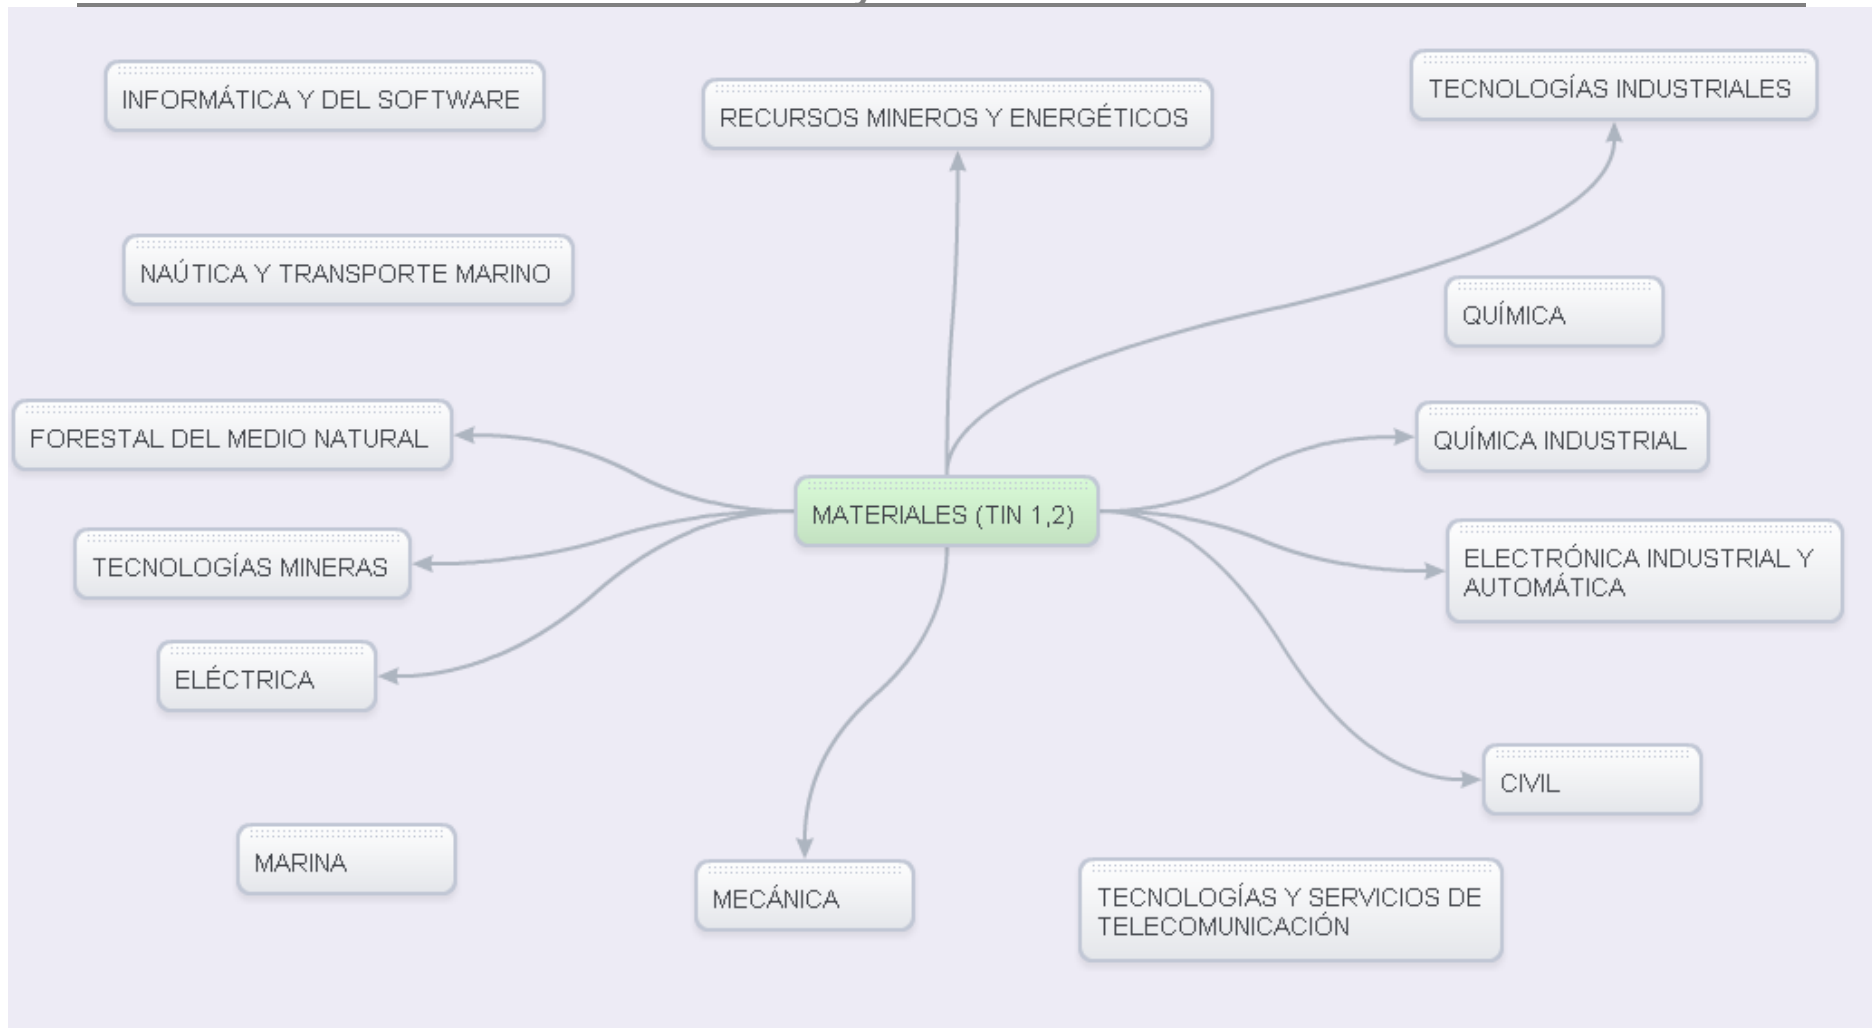 INFORMÁTICA Y DEL SOFTWARE
RECURSOS MINEROS Y ENERGÉTICOS
TECNOLOGÍAS INDUSTRIALES
NAÚTICA Y TRANSPORTE MARINO
QUÍMICA
FORESTAL DEL MEDIO NATURAL
QUÍMICA INDUSTRIAL
MATERIALES (TIN 1,2)
TECNOLOGÍAS MINERAS
ELECTRÓNICA INDUSTRIAL Y
AUTOMÁTICA
ELÉCTRICA
CIVIL
MARINA
MECÁNICA
TECNOLOGÍAS Y SERVICIOS DE
TELECOMUNICACIÓN